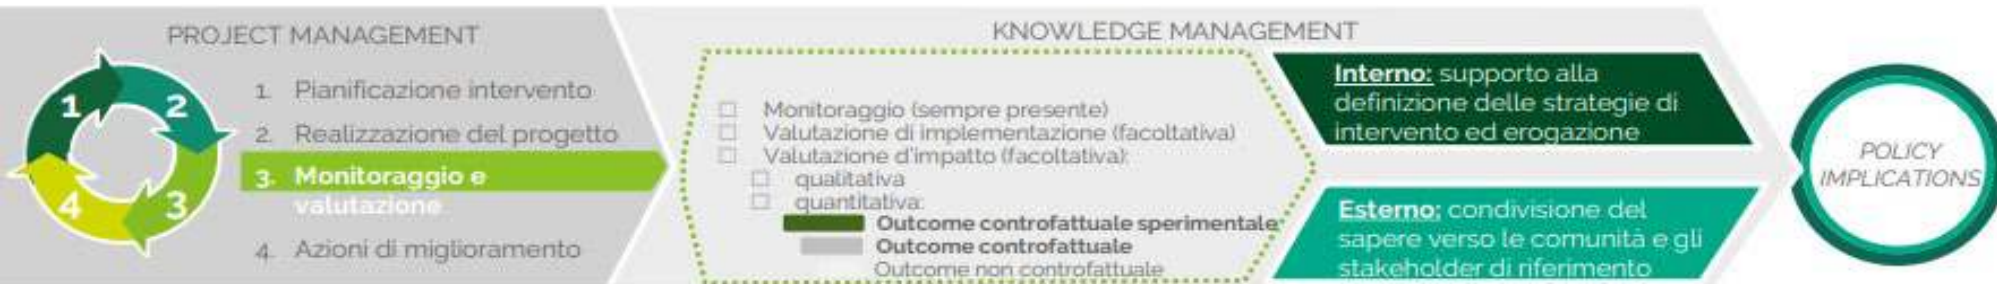 PROJECT MANAGEMENT
1
2
3
4
1. Pianificazione intervento
2. Realizzazione del progetto
3. Monitoraggio e
valutazione
4. Azioni di miglioramento
KNOWLEDGE MANAGEMENT
Monitoraggio (sempre presente)
Valutazione di implementazione (facoltativa)
Valutazione d'impatto (facoltativa):
qualitativa
quantitativa:
Outcome controfattuale sperimentale
Outcome controfattuale
Outcome non controfattuale
Interno: supporto alla
definizione delle strategie di
intervento ed erogazione
Esterno: condivisione del
sapere verso le comunità e gli
stakeholder di riferimento
POLICY
IMPLICATIONS